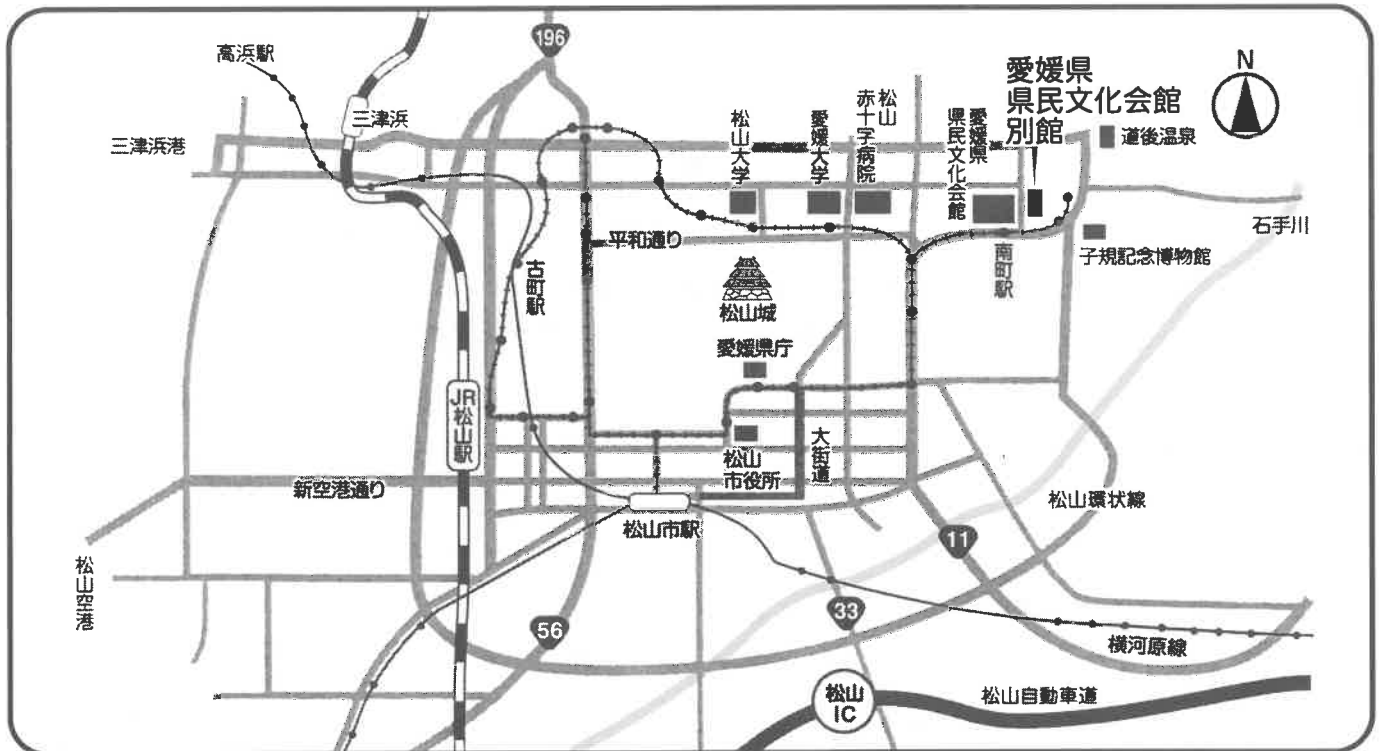 高浜駅
196
三津浜
三津浜港
松山大学
愛媛大学
松山
赤十字病院
愛媛県
県民文化会館
愛媛県
県民文化会館
別館
N
道後温泉
石手川
平和通り
古町駅
南町駅
子規記念博物館
松山城
愛媛県庁
JR松山駅
大街道
松山
市役所
新空港通り
松山市駅
松山環状線
11
松山空港
33
56
横河原線
松山
IC
松山自動車道